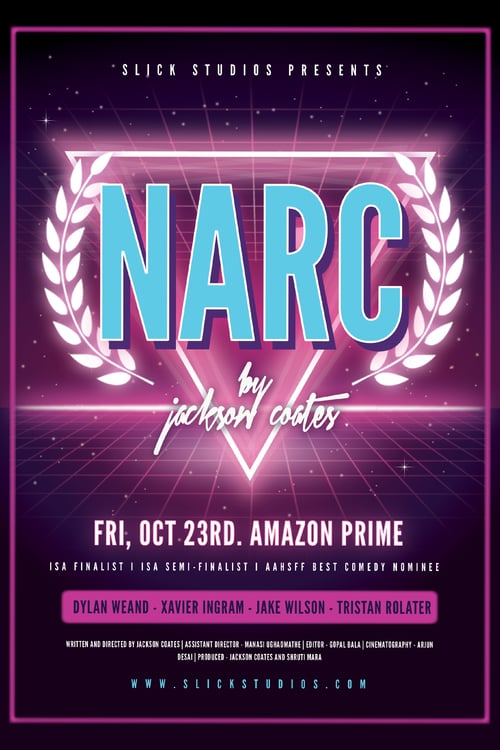 SLICK STUDIOS PRESENTS
NARC
by
jackson coates
FRI, OCT 23RD. AMAZON PRIME
ISA FINALIST | ISA SEMI-FINALIST | AAHSFF BEST COMEDY NOMINEE
DYLAN WEAND - XAVIER INGRAM - JAKE WILSON - TRISTAN ROLATER
WRITTEN AND DIRECTED BY JACKSON COATES | ASSISTANT DIRECTOR - MANASI UGHADMATHE | EDITOR - GOPAL BALA | CINEMATOGRAPHY - ARJUN
DESAI | PRODUCED - JACKSON COATES AND SHRUTI MARA
WWW.SLICKSTUDIOS.COM